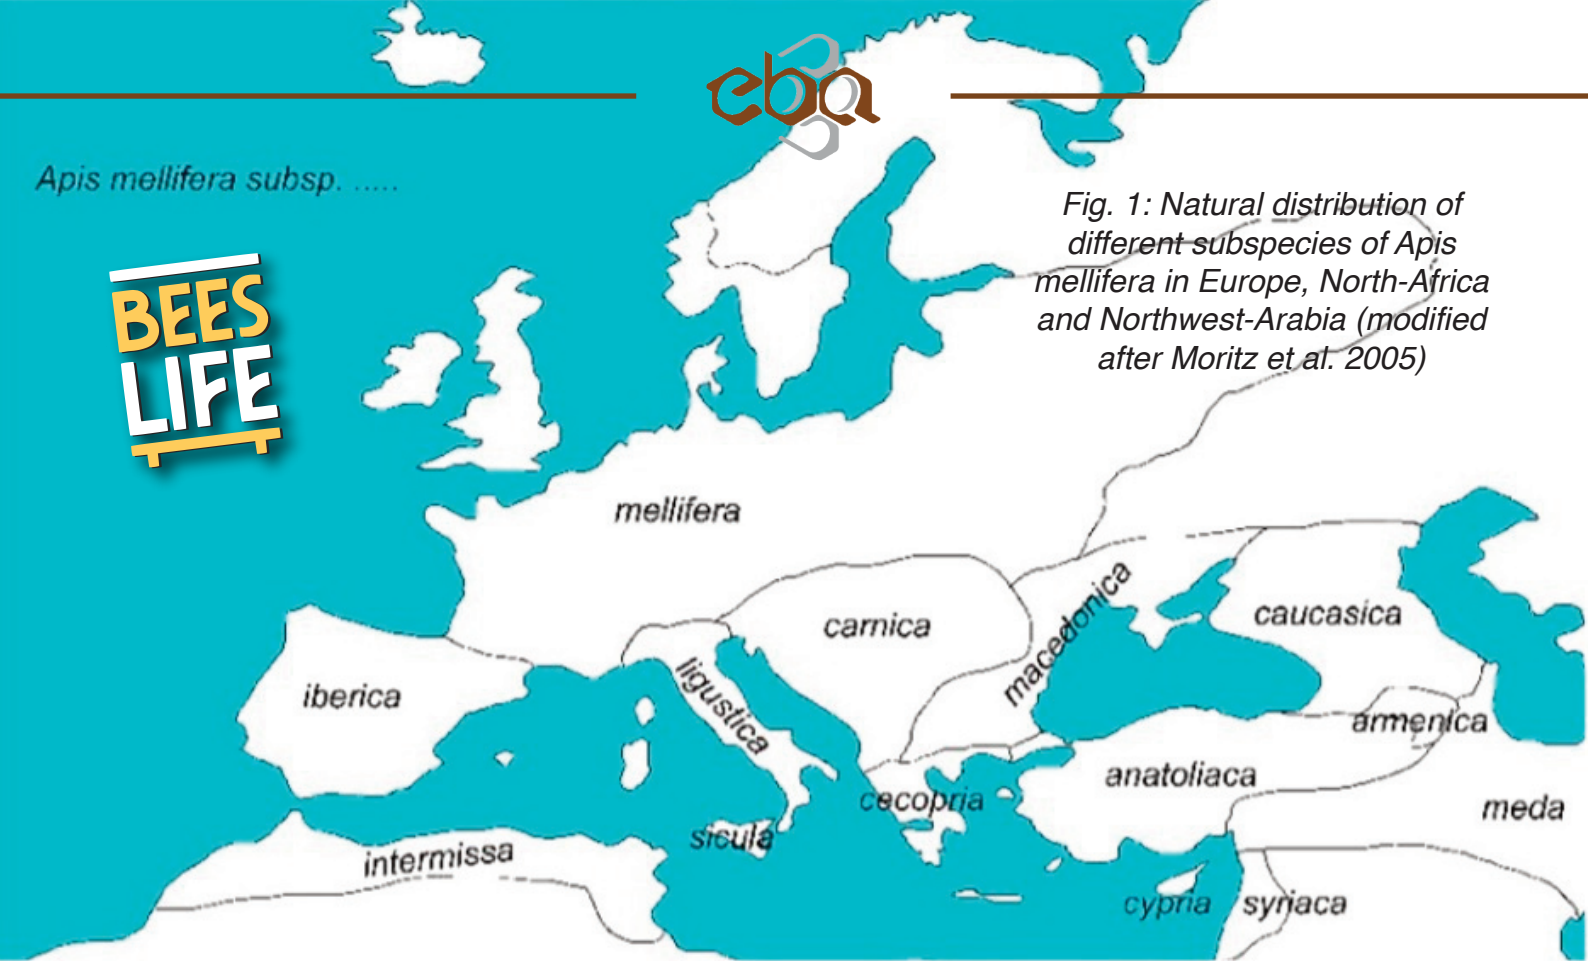 eba
Apis mellifera subsp. .....
BEES
LIFE
Fig. 1: Natural distribution of
different subspecies of Apis
mellifera in Europe, North-Africa
and Northwest-Arabia (modified
after Moritz et al. 2005)
mellifera
carnica
macedonica
caucasica
iberica
ligustica
armenica
anatoliaca
cecopria
meda
sicula
intermissa
cypria
syriaca